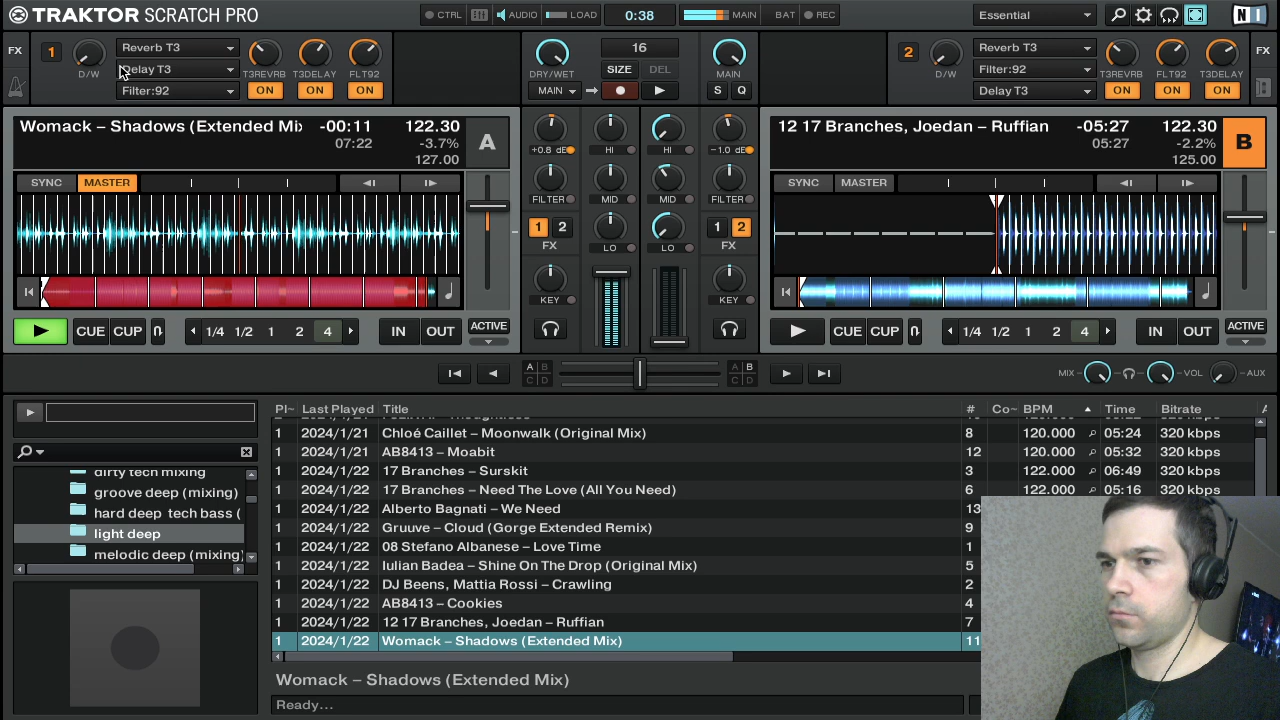 TRAKTOR SCRATCH PRO
CTRL
AUDIO
LOAD
0:38
MAIN
BAT
REC
Essential
N I
FX
1
D/W
Reverb T3
Delay T3
Filter:92
T3REVRB
T3DELAY
FLT92
ON
ON
ON
DRY/WET
MAIN
16
SIZE
DEL
MAIN
S
Q
2
D/W
Reverb T3
Filter:92
Delay T3
T3REVRB
FLT92
T3DELAY
ON
ON
ON
FX
Womack – Shadows (Extended Mix
-00:11
122.30
07:22
-3.7%
127.00
A
SYNC
MASTER
CUE
CUP
1/4
1/2
1
2
4
IN
OUT
ACTIVE
+0.8 dB
HI
HI
−1.0 dB
FILTER
MID
MID
FILTER
1
2
FX
LO
LO
1
2
FX
KEY
KEY
12 17 Branches, Joedan – Ruffian
-05:27
122.30
05:27
-2.2%
125.00
B
SYNC
MASTER
CUE
CUP
1/4
1/2
1
2
4
IN
OUT
ACTIVE
A B
C D
A B
C D
MIX
VOL
AUX
dirty tech mixing
groove deep (mixing)
hard deep tech bass (
light deep
melodic deep (mixing)
Pl~ Last Played Title # Co~ BPM Time Bitrate
1 2024/1/21 Chloé Caillet – Moonwalk (Original Mix) 8 120.000 05:24 320 kbps
1 2024/1/21 AB8413 – Moabit 12 120.000 05:32 320 kbps
1 2024/1/22 17 Branches – Surskit 3 122.000 06:49 320 kbps
1 2024/1/22 17 Branches – Need The Love (All You Need) 6 122.000 05:16 320 kbps
1 2024/1/22 Alberto Bagnati – We Need 13
1 2024/1/22 Gruuve – Cloud (Gorge Extended Remix) 9
1 2024/1/22 08 Stefano Albanese – Love Time 1
1 2024/1/22 Iulian Badea – Shine On The Drop (Original Mix) 5
1 2024/1/22 DJ Beens, Mattia Rossi – Crawling 2
1 2024/1/22 AB8413 – Cookies 4
1 2024/1/22 12 17 Branches, Joedan – Ruffian 7
1 2024/1/22 Womack – Shadows (Extended Mix) 11
Womack – Shadows (Extended Mix)
Ready...